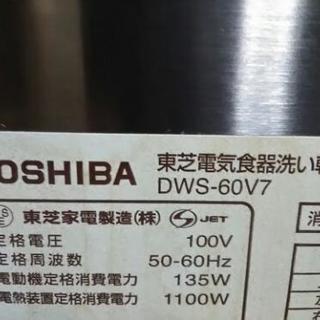 OSHIBA 東芝電気食器洗い乾
DWS-60V7
東芝家電製造(株) JET
定格電圧 100V
定格周波数 50-60Hz
電動機定格消費電力 135W
電熱装置定格消費電力 1100W
消